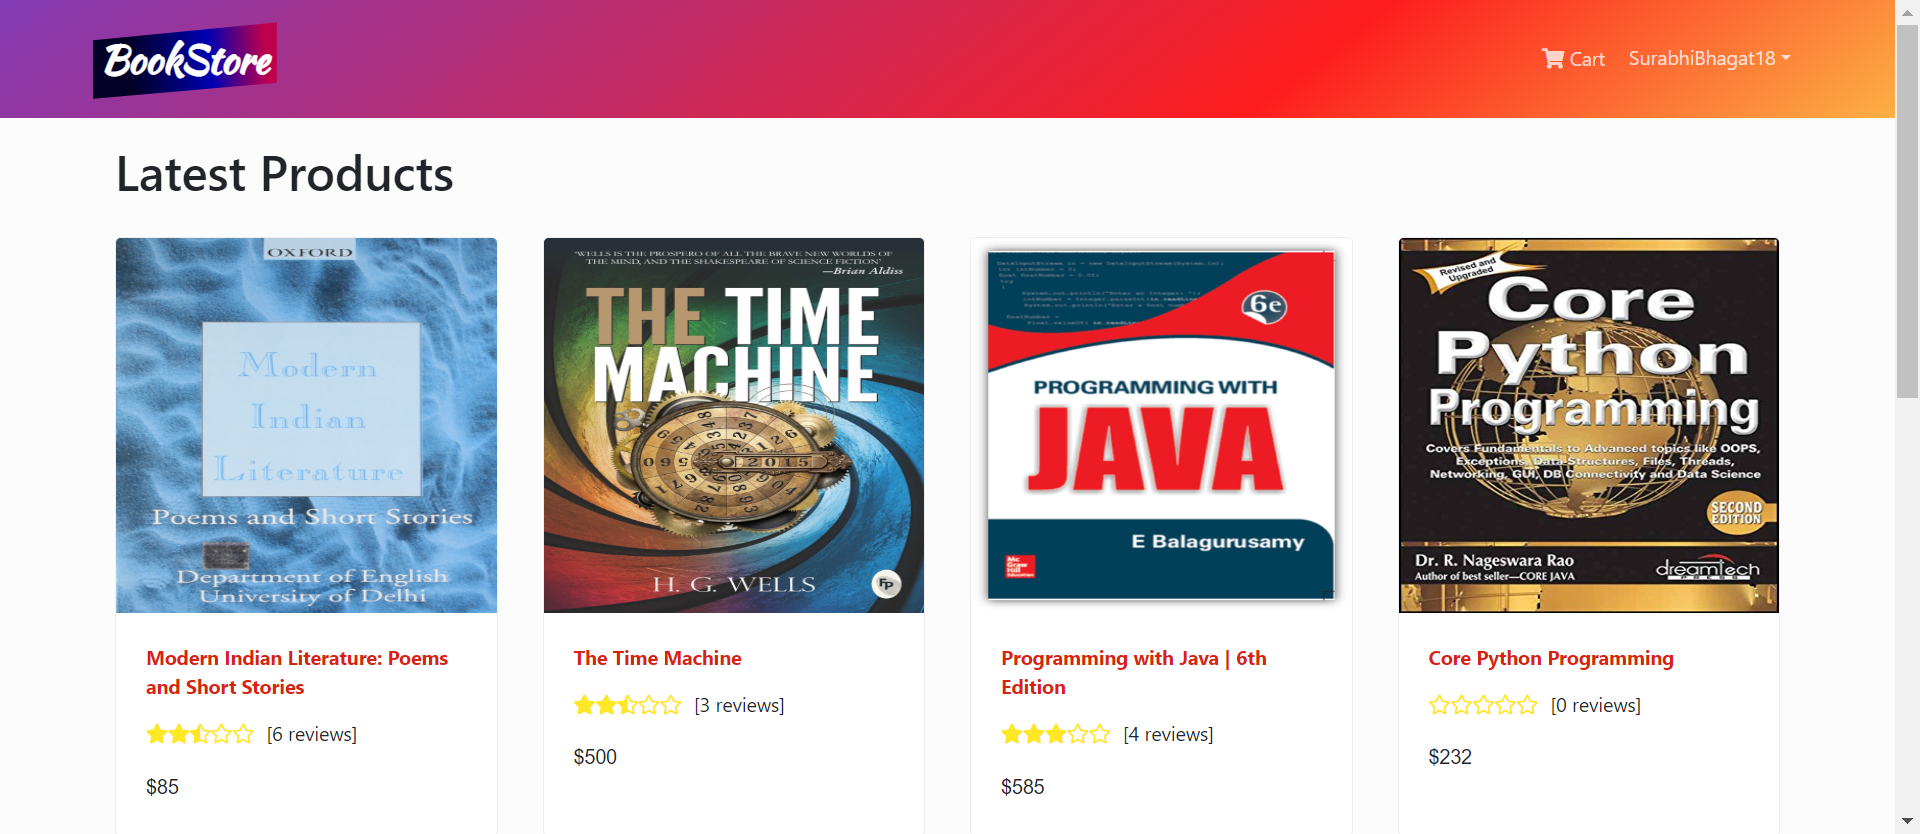 BookStore
Cart
SurabhiBhagat18
Latest Products
OXFORD
Modern
Indian
Literature
Poems and Short Stories
Department of English
University of Delhi
Modern Indian Literature: Poems
and Short Stories
[6 reviews]
$85
"WELLS IS THE PROSPERO OF ALL THE BRAVE NEW WORLDS OF
THE MIND, AND THE SHAKESPEARE OF SCIENCE FICTION"
—Brian Aldiss
THE TIME
MACHINE
2015
H. G. WELLS
FP
The Time Machine
[3 reviews]
$500
6e
PROGRAMMING WITH
JAVA
E Balagurusamy
Mc
Graw
Hill
Education
Programming with Java | 6th
Edition
[4 reviews]
$585
Revised and
Upgraded
Core
Python
Programming
Covers Fundamentals to Advanced topics like OOPS,
Exceptions, Data Structures, Files, Threads,
Networking, GUI, DB Connectivity and Data Science
SECOND
EDITION
Dr. R. Nageswara Rao
Author of best seller—CORE JAVA
dreamtech
PRESS
Core Python Programming
[0 reviews]
$232